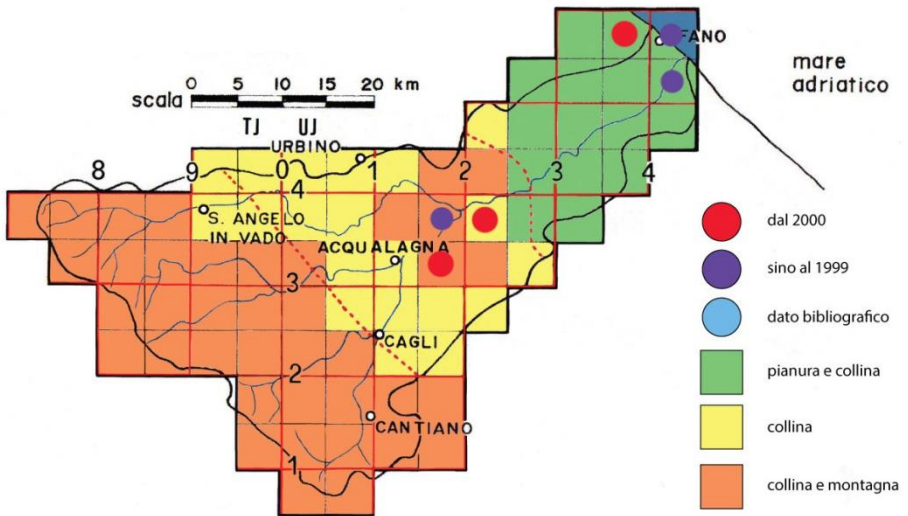 FANO
mare
adriatico
0 5 10 15 20 km
scala
TJ UJ
URBINO
8 9 0 1 2 3 4
4
S. ANGELO
IN VADO
ACQUALAGNA
3
CAGLI
2
CANTIANO
1
dal 2000
sino al 1999
dato bibliografico
pianura e collina
collina
collina e montagna